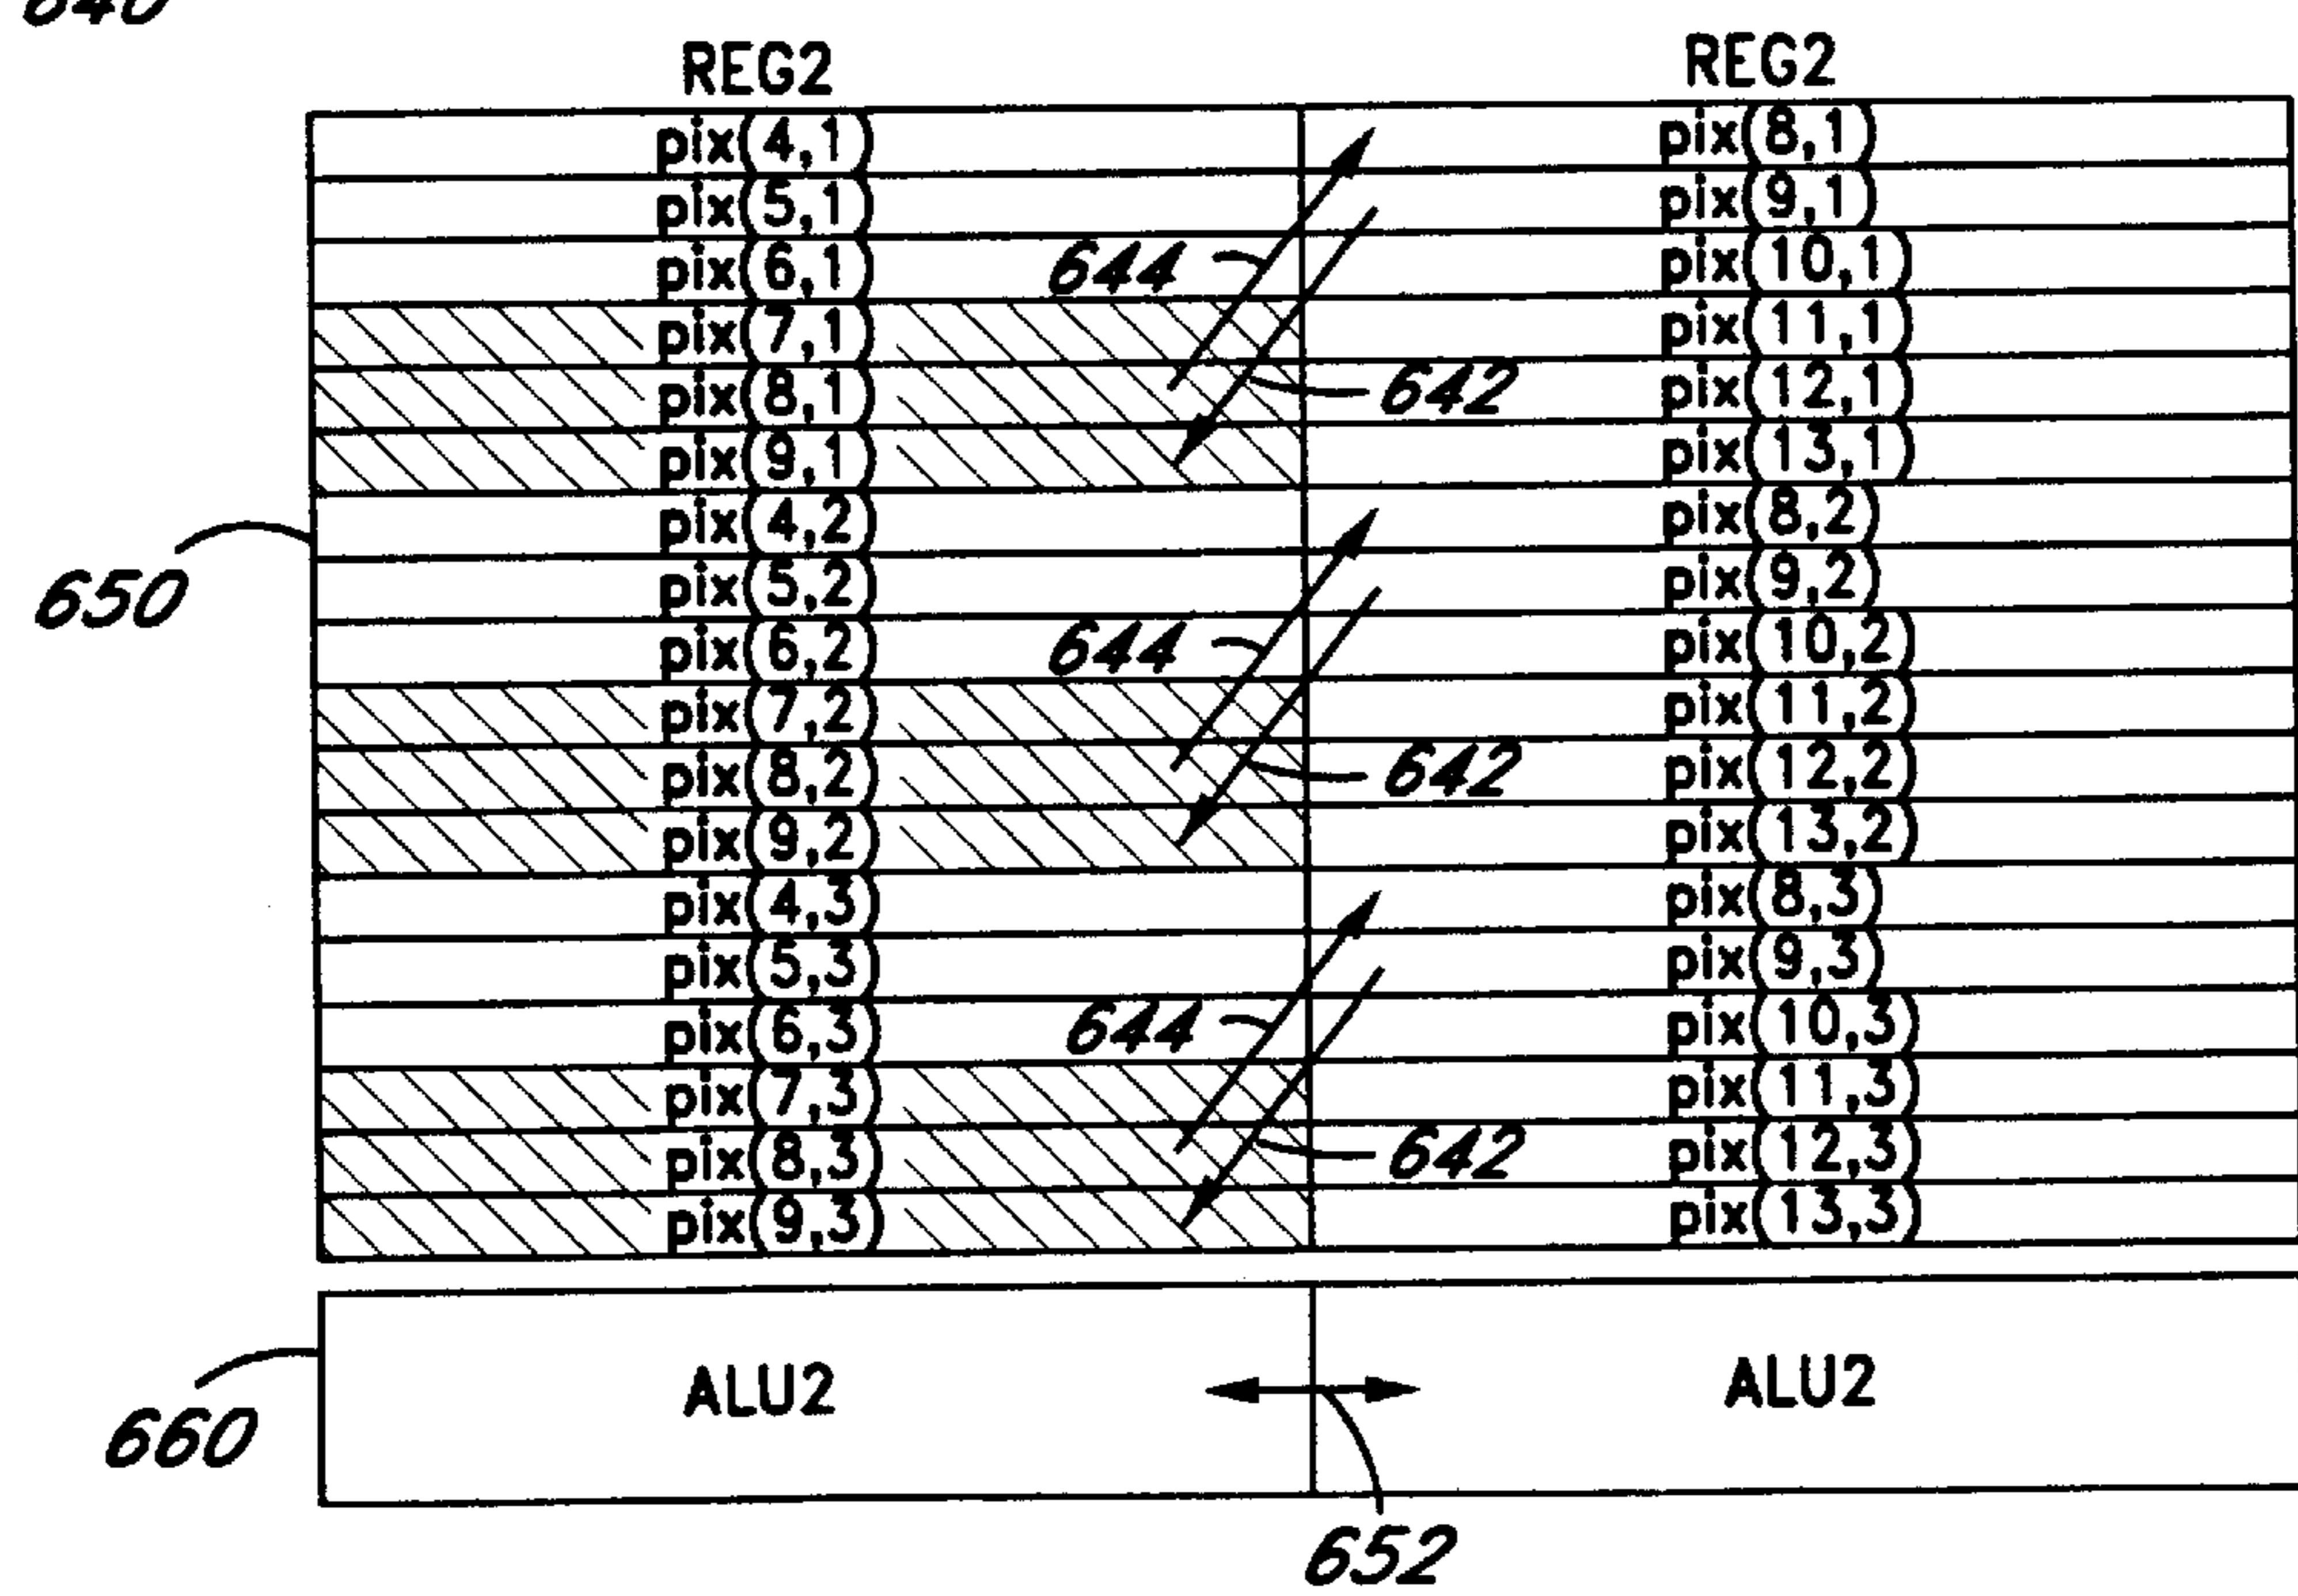 640
REG2 REG2
pix(4,1) pix(8,1)
pix(5,1) pix(9,1)
pix(6,1) 644 pix(10,1)
pix(7,1) pix(11,1)
pix(8,1) 642 pix(12,1)
pix(9,1) pix(13,1)
pix(4,2) pix(8,2)
650 pix(5,2) pix(9,2)
pix(6,2) 644 pix(10,2)
pix(7,2) pix(11,2)
pix(8,2) 642 pix(12,2)
pix(9,2) pix(13,2)
pix(4,3) pix(8,3)
pix(5,3) pix(9,3)
pix(6,3) 644 pix(10,3)
pix(7,3) pix(11,3)
pix(8,3) 642 pix(12,3)
pix(9,3) pix(13,3)
ALU2 ALU2
660
652